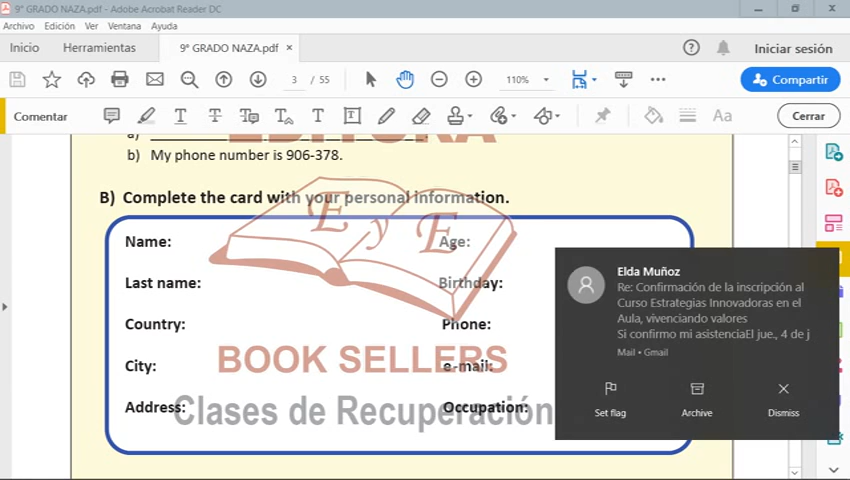 9° GRADO NAZA.pdf - Adobe Acrobat Reader DC
Archivo Edición Ver Ventana Ayuda
Inicio Herramientas 9° GRADO NAZA.pdf × Iniciar sesión
3 / 55 110% Compartir
Comentar Aa Cerrar
EDITORA
a) ______________________________.
b) My phone number is 906-378.
B) Complete the card with your personal information.
E y E
Name: Age:
Last name: Birthday:
Country: Phone:
City: e-mail:
Address: Occupation:
BOOK SELLERS
Clases de Recuperación
Elda Muñoz
Re: Confirmación de la inscripción al
Curso Estrategias Innovadoras en el
Aula, vivenciando valores
Si confirmo mi asistenciaEl jue., 4 de j
Mail • Gmail
Set flag Archive Dismiss